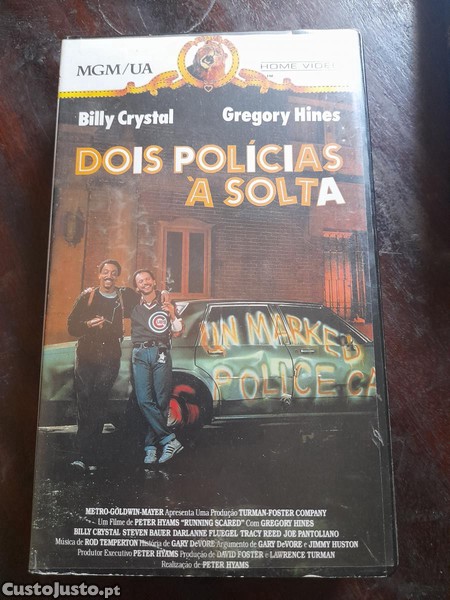 MGM/UA
HOME VIDEO
Billy Crystal Gregory Hines
DOIS POLÍCIAS
À SOLTA
UN MARKED
POLICE CA
METRO-GOLDWIN-MAYER Apresenta Uma Produção TURMAN-FOSTER COMPANY
Um Filme de PETER HYAMS "RUNNING SCARED" Com GREGORY HINES
BILLY CRYSTAL STEVEN BAUER DARLANNE FLUEGEL TRACY REED JOE PANTOLIANO
Música de ROD TEMPERTON História de GARY DeVORE Argumento de GARY DeVORE e JIMMY HUSTON
Produtor Executivo PETER HYAMS Produção de DAVID FOSTER e LAWRENCE TURMAN
Realização de PETER HYAMS
CustoJusto.pt